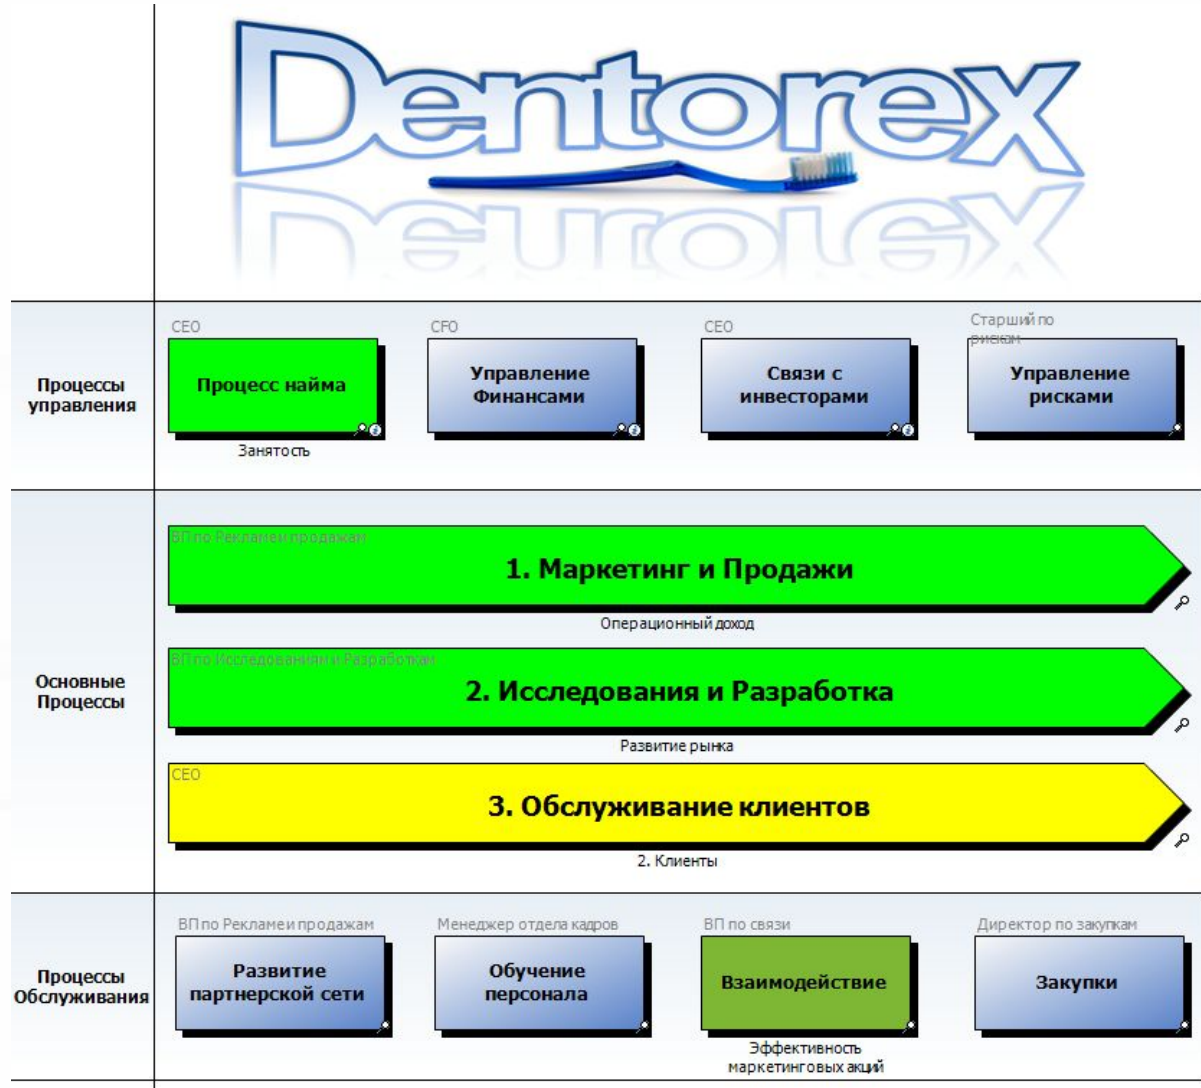 Dentorex
Процессы
управления
CEO
CFO
CEO
Старший по
рискам
Процесс найма
Управление
Финансами
Связи с
инвесторами
Управление
рисками
Занятость
Основные
Процессы
ВП по Рекламе и продажам
1. Маркетинг и Продажи
Операционный доход
ВП по Исследованиям и Разработкам
2. Исследования и Разработка
Развитие рынка
CEO
3. Обслуживание клиентов
2. Клиенты
Процессы
Обслуживания
ВП по Рекламе и продажам
Менеджер отдела кадров
ВП по связи
Директор по закупкам
Развитие
партнерской сети
Обучение
персонала
Взаимодействие
Закупки
Эффективность
маркетинговых акций